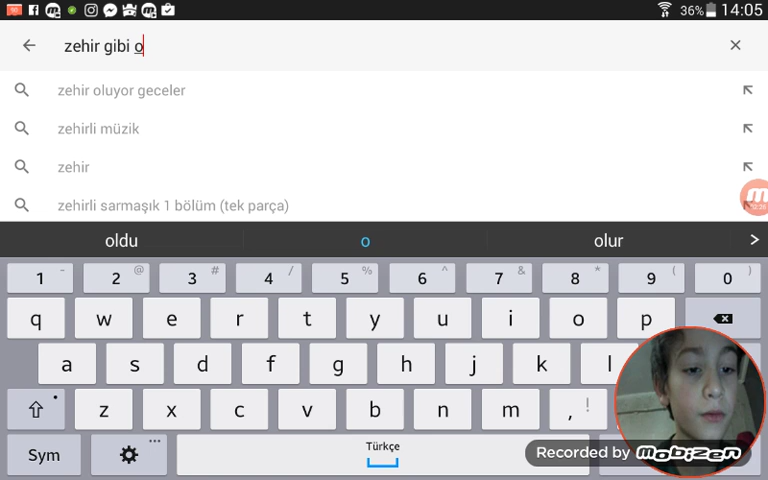 36% 14:05
zehir gibi o
zehir oluyor geceler
zehirli müzik
zehir
zehirli sarmaşık 1 bölüm (tek parça)
oldu o olur >
1 - 2 @ 3 # 4 / 5 % 6 ^ 7 & 8 * 9 ( 0 )
q w e r t y u i o p
a s d f g h j k l
z x c v b n m , !
Sym Türkçe
Recorded by mobizen